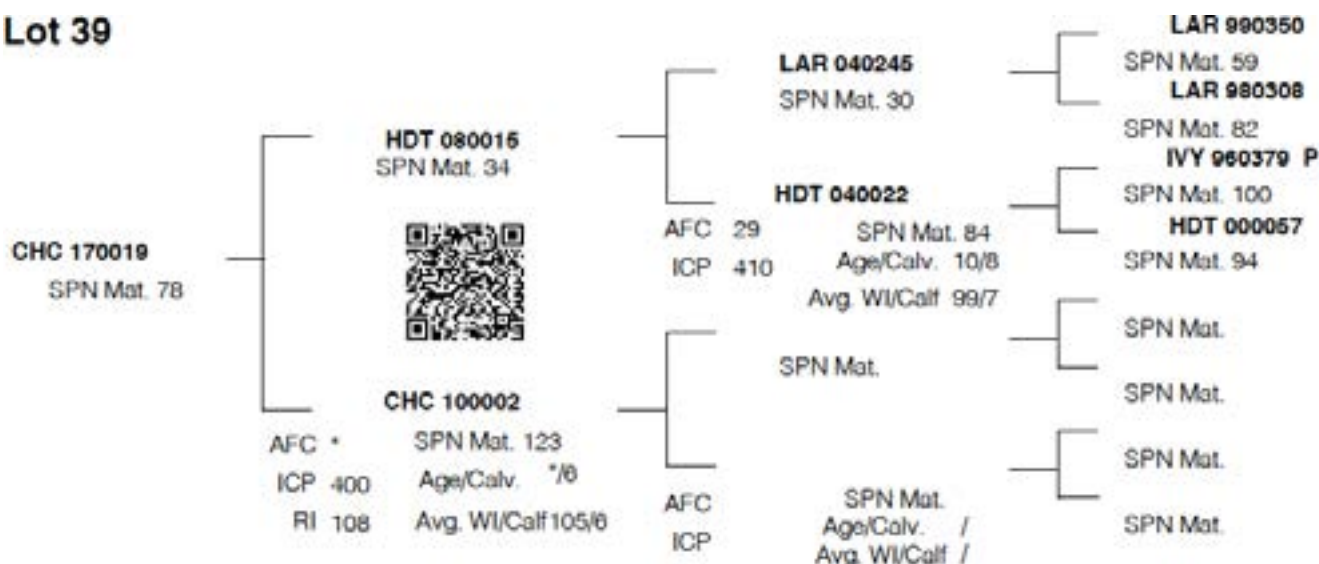 Lot 39
LAR 990350
SPN Mat. 59
LAR 040245
SPN Mat. 30
LAR 980308
SPN Mat. 82
HDT 080015
SPN Mat. 34
IVY 960379 P
SPN Mat. 100
HDT 040022
AFC 29 SPN Mat. 84
ICP 410 Age/Calv. 10/8
Avg. WI/Calf 99/7
HDT 000057
SPN Mat. 94
CHC 170019
SPN Mat. 78
SPN Mat.
SPN Mat.
SPN Mat.
CHC 100002
AFC * SPN Mat. 123
ICP 400 Age/Calv. */6
RI 108 Avg. WI/Calf 105/6
SPN Mat.
AFC SPN Mat.
ICP Age/Calv. /
Avg. WI/Calf /
SPN Mat.